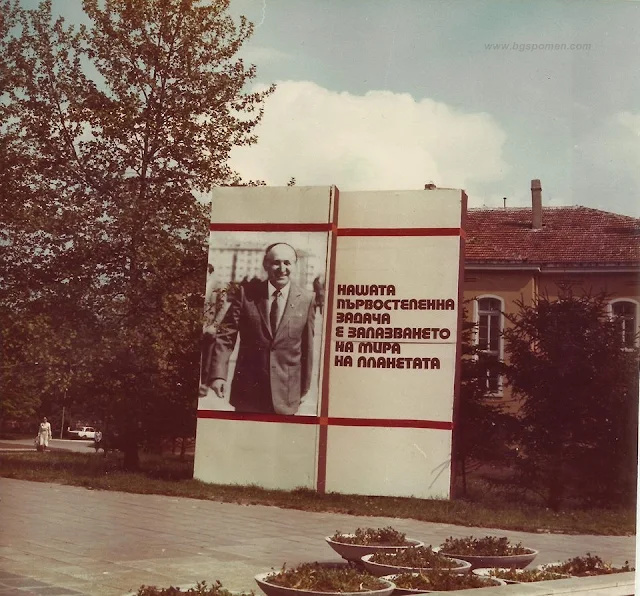 www.bgspomen.com
НАШАТА
ПЪРВОСТЕПЕННА
ЗАДАЧА
Е ЗАПАЗВАНЕТО
НА МИРА
НА ПЛАНЕТАТА